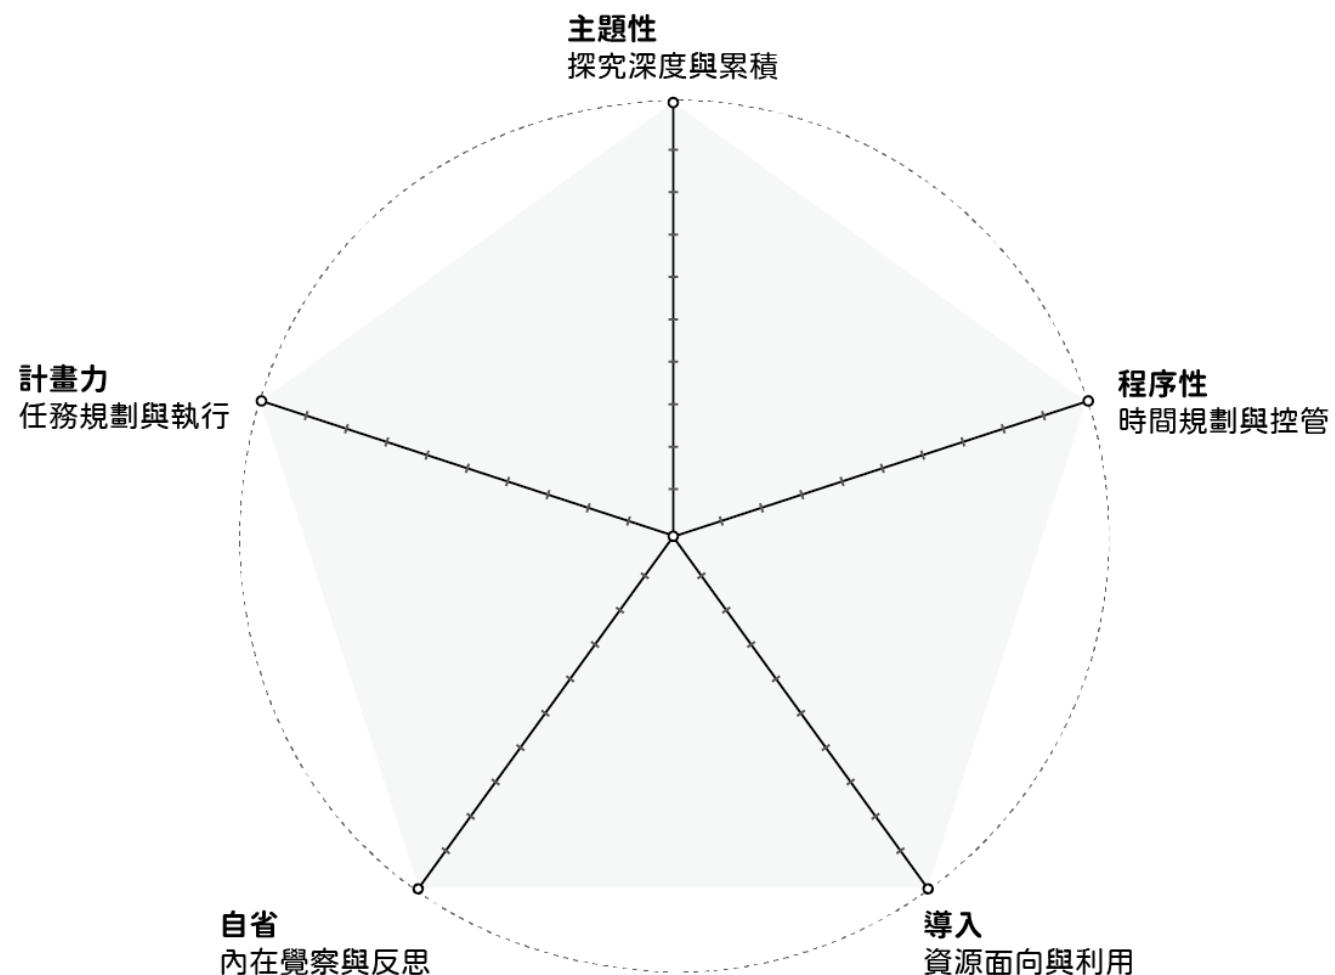 主題性
探究深度與累積
計畫力
任務規劃與執行
程序性
時間規劃與控管
自省
內在覺察與反思
導入
資源面向與利用